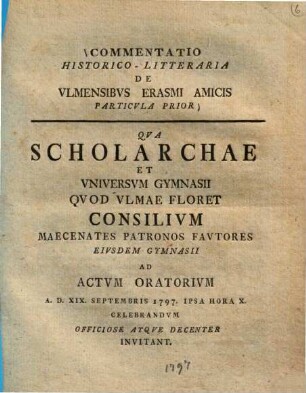 (6
\COMMENTATIO
HISTORICO-LITTERARIA
DE
VLMENSIBVS ERASMI AMICIS
PARTICVLA PRIOR)
QVA
SCHOLARCHAE
ET
VNIVERSVM GYMNASII
QVOD VLMAE FLORET
CONSILIVM
MAECENATES PATRONOS FAVTORES
EIVSDEM GYMNASII
AD
ACTVM ORATORIVM
A. D. XIX. SEPTEMBRIS 1797. IPSA HORA X.
CELEBRANDVM
OFFICIOSE ATQVE DECENTER
INVITANT.
1797